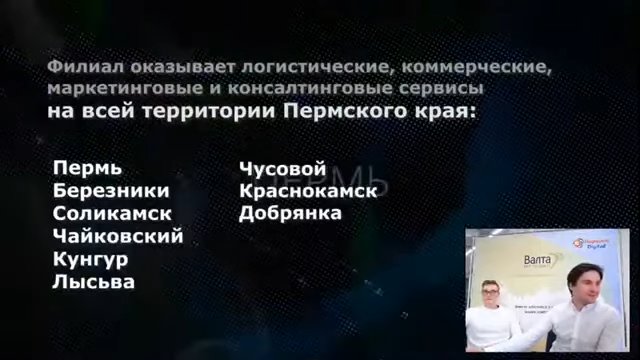 Филиал оказывает логистические, коммерческие,
маркетинговые и консалтинговые сервисы
на всей территории Пермского края:
Пермь
Березники
Соликамск
Чайковский
Кунгур
Лысьва
Чусовой
Краснокамск
Добрянка
Валта
Digital